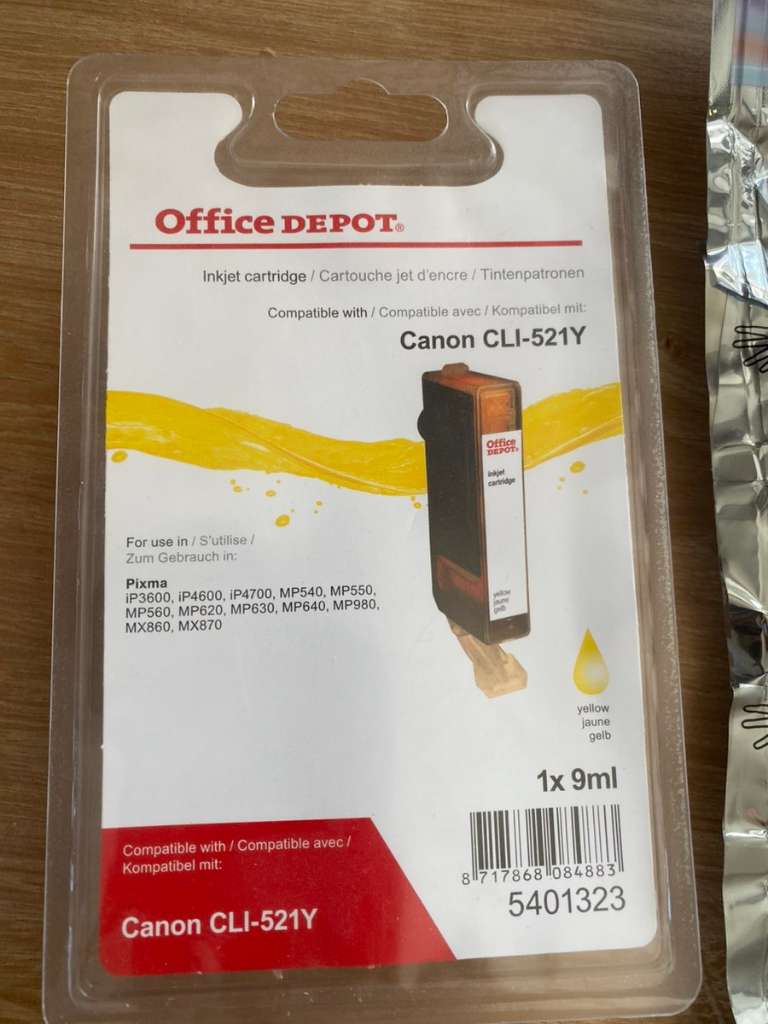 Office DEPOT®
Inkjet cartridge / Cartouche jet d'encre / Tintenpatronen
Compatible with / Compatible avec / Kompatibel mit:
Canon CLI-521Y
Office
DEPOT®
inkjet
cartridge
For use in / S'utilise /
Zum Gebrauch in:
Pixma
iP3600, iP4600, iP4700, MP540, MP550,
MP560, MP620, MP630, MP640, MP980,
MX860, MX870
yellow
jaune
gelb
yellow
jaune
gelb
1x 9ml
Compatible with / Compatible avec /
Kompatibel mit:
Canon CLI-521Y
8 717868 084883
5401323